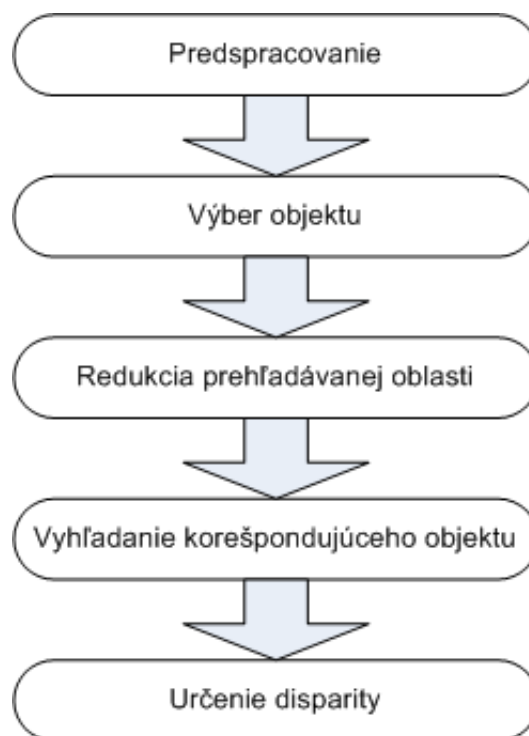 Predspracovanie
Výber objektu
Redukcia prehľadávanej oblasti
Vyhľadanie korešpondujúceho objektu
Určenie disparity